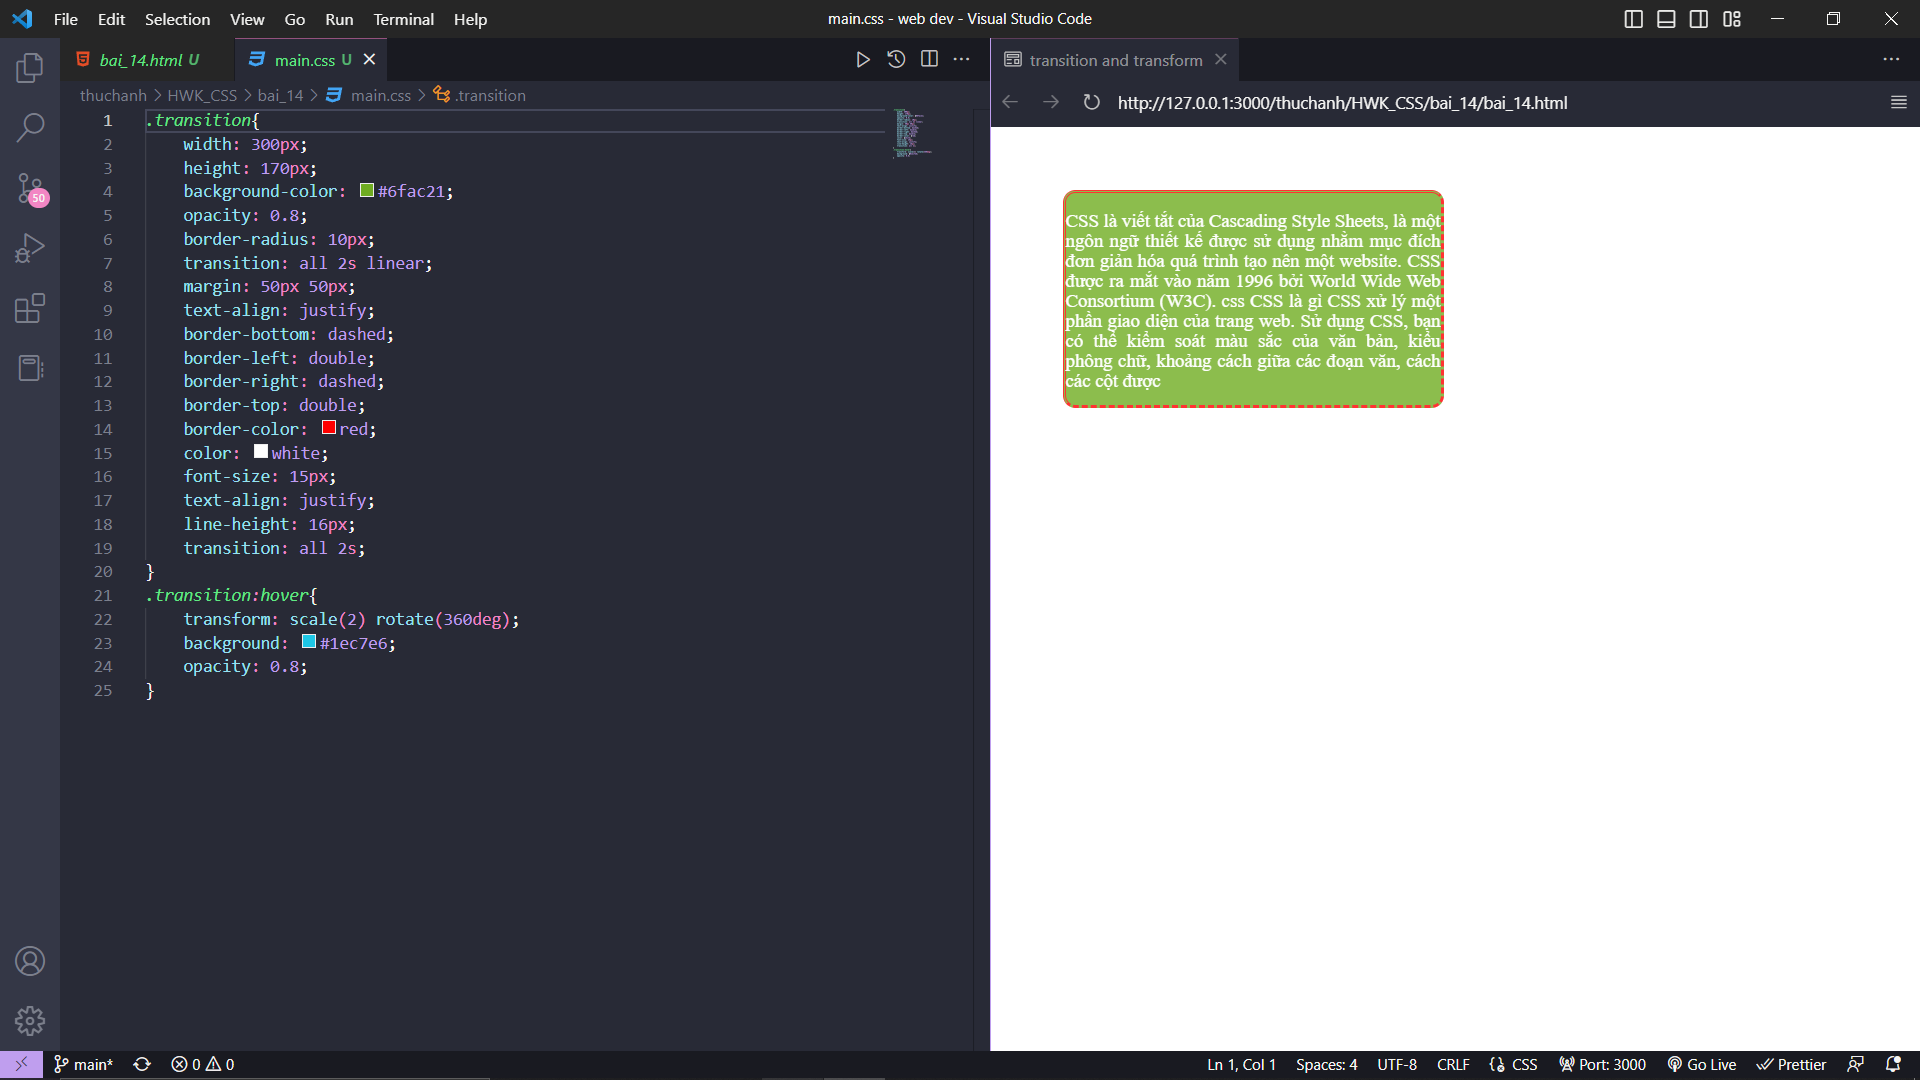 File Edit Selection View Go Run Terminal Help
main.css - web dev - Visual Studio Code
bai_14.html U
main.css U
transition and transform
thuchanh > HWK_CSS > bai_14 > main.css > .transition
http://127.0.0.1:3000/thuchanh/HWK_CSS/bai_14/bai_14.html
50
1 .transition{
2 width: 300px;
3 height: 170px;
4 background-color: #6fac21;
5 opacity: 0.8;
6 border-radius: 10px;
7 transition: all 2s linear;
8 margin: 50px 50px;
9 text-align: justify;
10 border-bottom: dashed;
11 border-left: double;
12 border-right: dashed;
13 border-top: double;
14 border-color: red;
15 color: white;
16 font-size: 15px;
17 text-align: justify;
18 line-height: 16px;
19 transition: all 2s;
20 }
21 .transition:hover{
22 transform: scale(2) rotate(360deg);
23 background: #1ec7e6;
24 opacity: 0.8;
25 }
CSS là viết tắt của Cascading Style Sheets, là một
ngôn ngữ thiết kế được sử dụng nhằm mục đích
đơn giản hóa quá trình tạo nên một website. CSS
được ra mắt vào năm 1996 bởi World Wide Web
Consortium (W3C). css CSS là gì CSS xử lý một
phần giao diện của trang web. Sử dụng CSS, bạn
có thể kiểm soát màu sắc của văn bản, kiểu
phông chữ, khoảng cách giữa các đoạn văn, cách
các cột được
main* 0 0
Ln 1, Col 1 Spaces: 4 UTF-8 CRLF {} CSS Port: 3000 Go Live Prettier